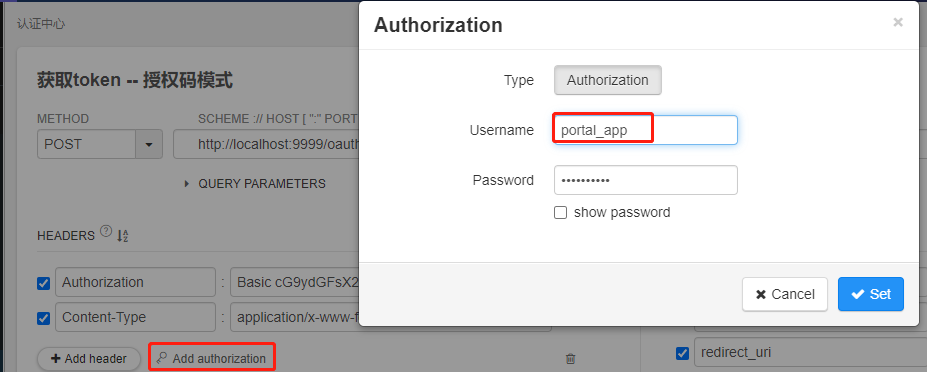 认证中心
获取token -- 授权码模式
METHOD
SCHEME :// HOST [ ":" PORT
POST
http://localhost:9999/oauth
QUERY PARAMETERS
HEADERS ? A Z
Authorization : Basic cG9ydGFsX2
Content-Type : application/x-www-f
+ Add header
Add authorization
redirect_uri
Authorization ×
Type Authorization
Username portal_app
Password ••••••••••
show password
Cancel
Set